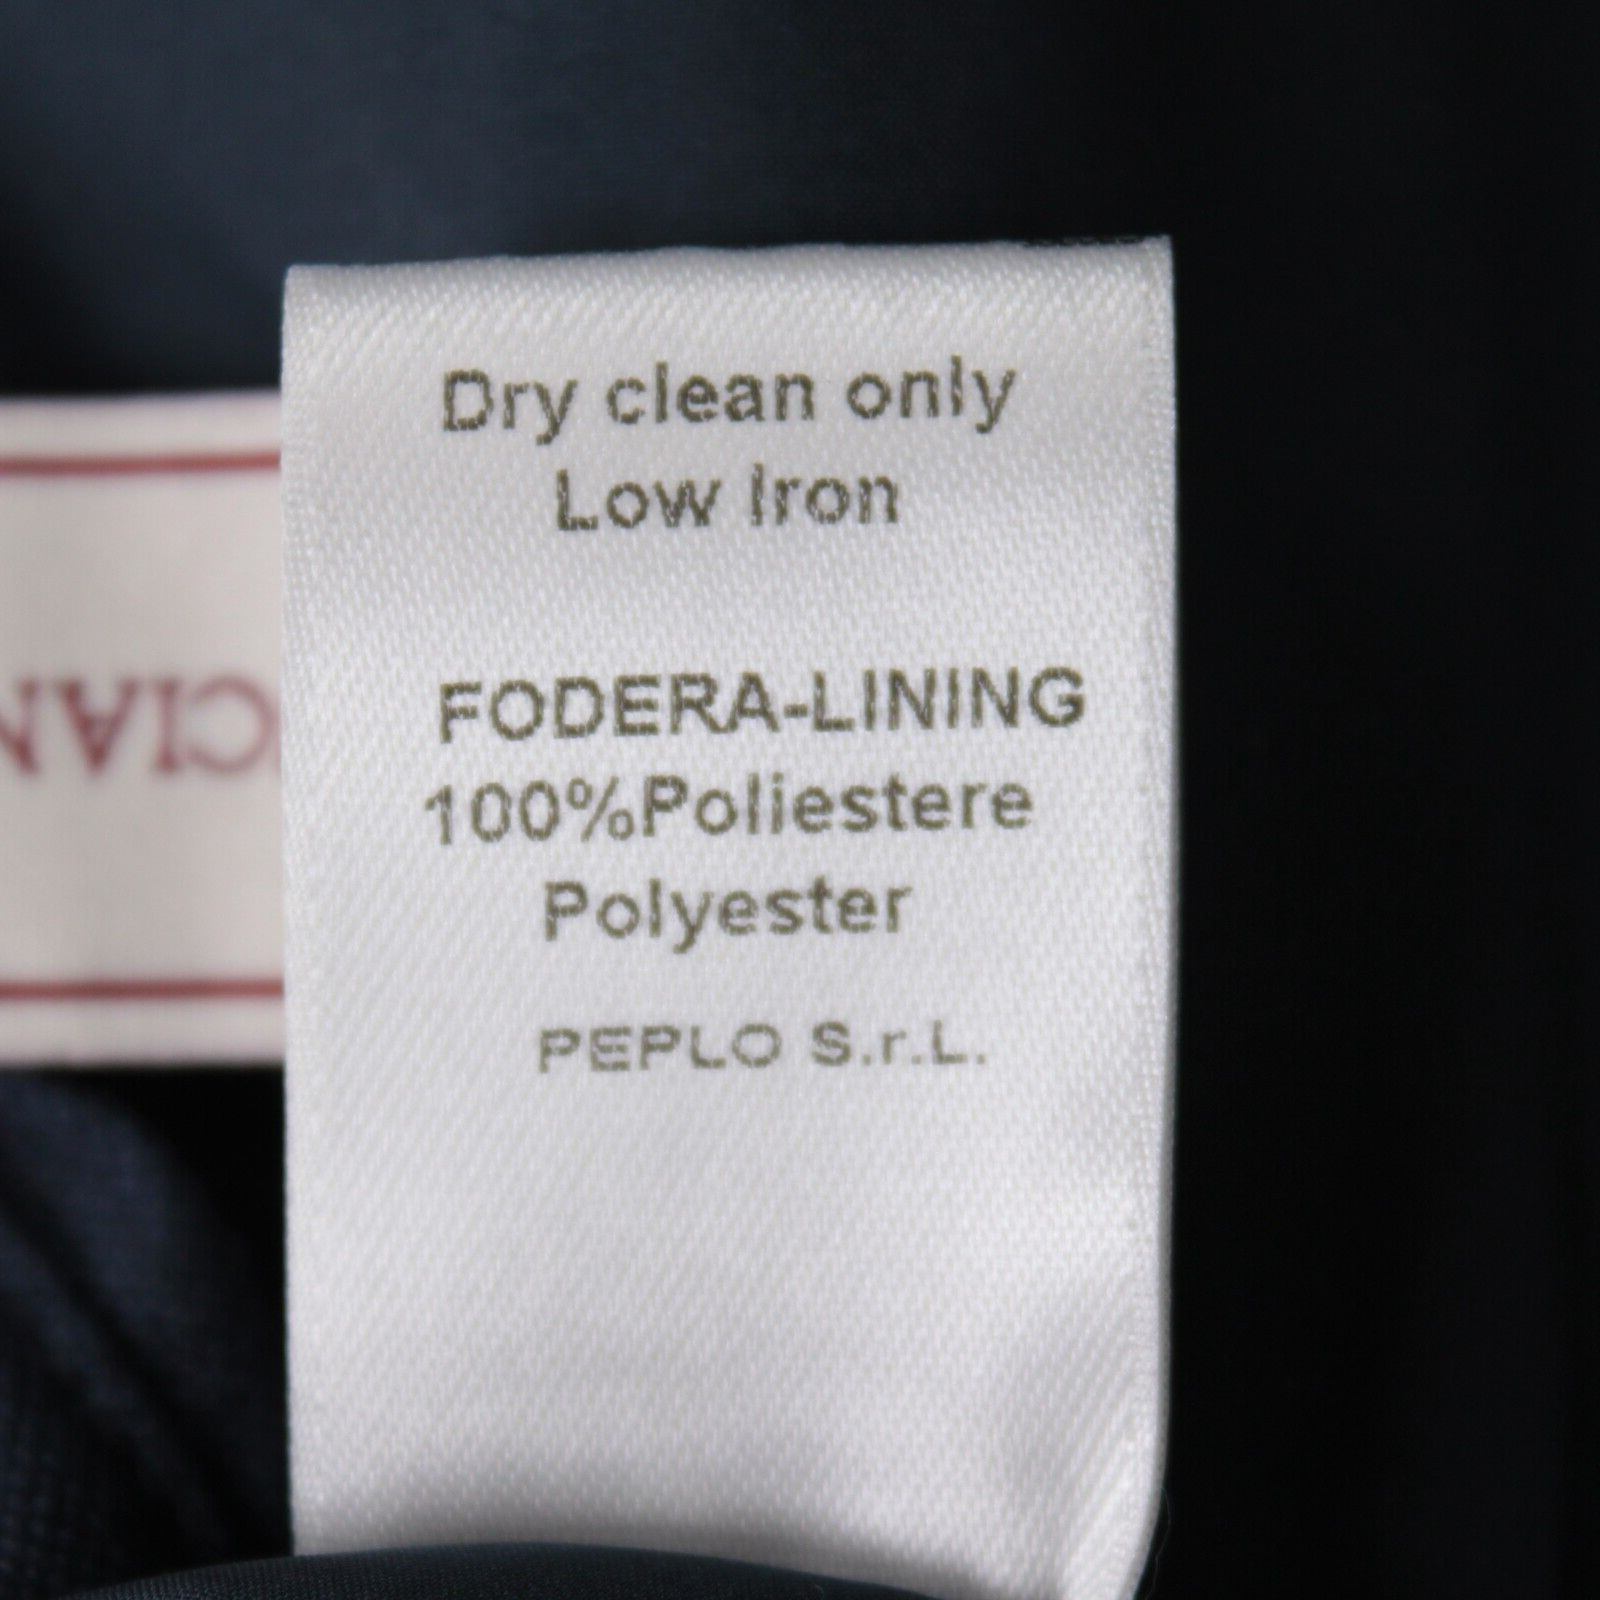 Dry clean only
Low Iron
FODERA-LINING
100%Poliestere
Polyester
PEPLO S.r.L.